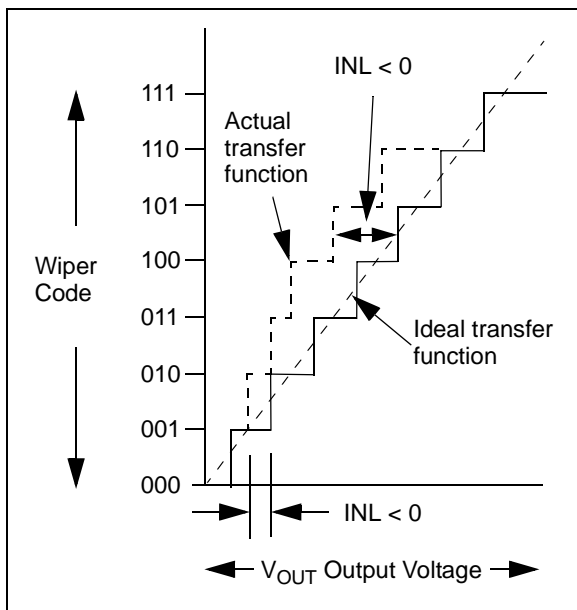 INL < 0
111
Actual
transfer
function
110
101
100
Wiper
Code
011
Ideal transfer
function
010
001
000
INL < 0
VOUT Output Voltage